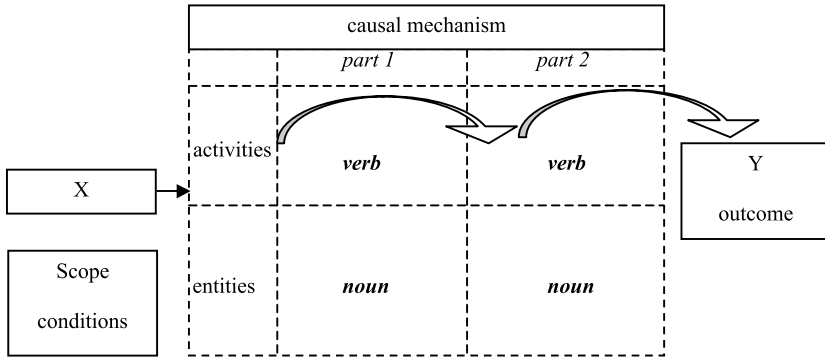 causal mechanism
part 1
part 2
activities
verb
verb
X
Y
outcome
Scope
conditions
entities
noun
noun